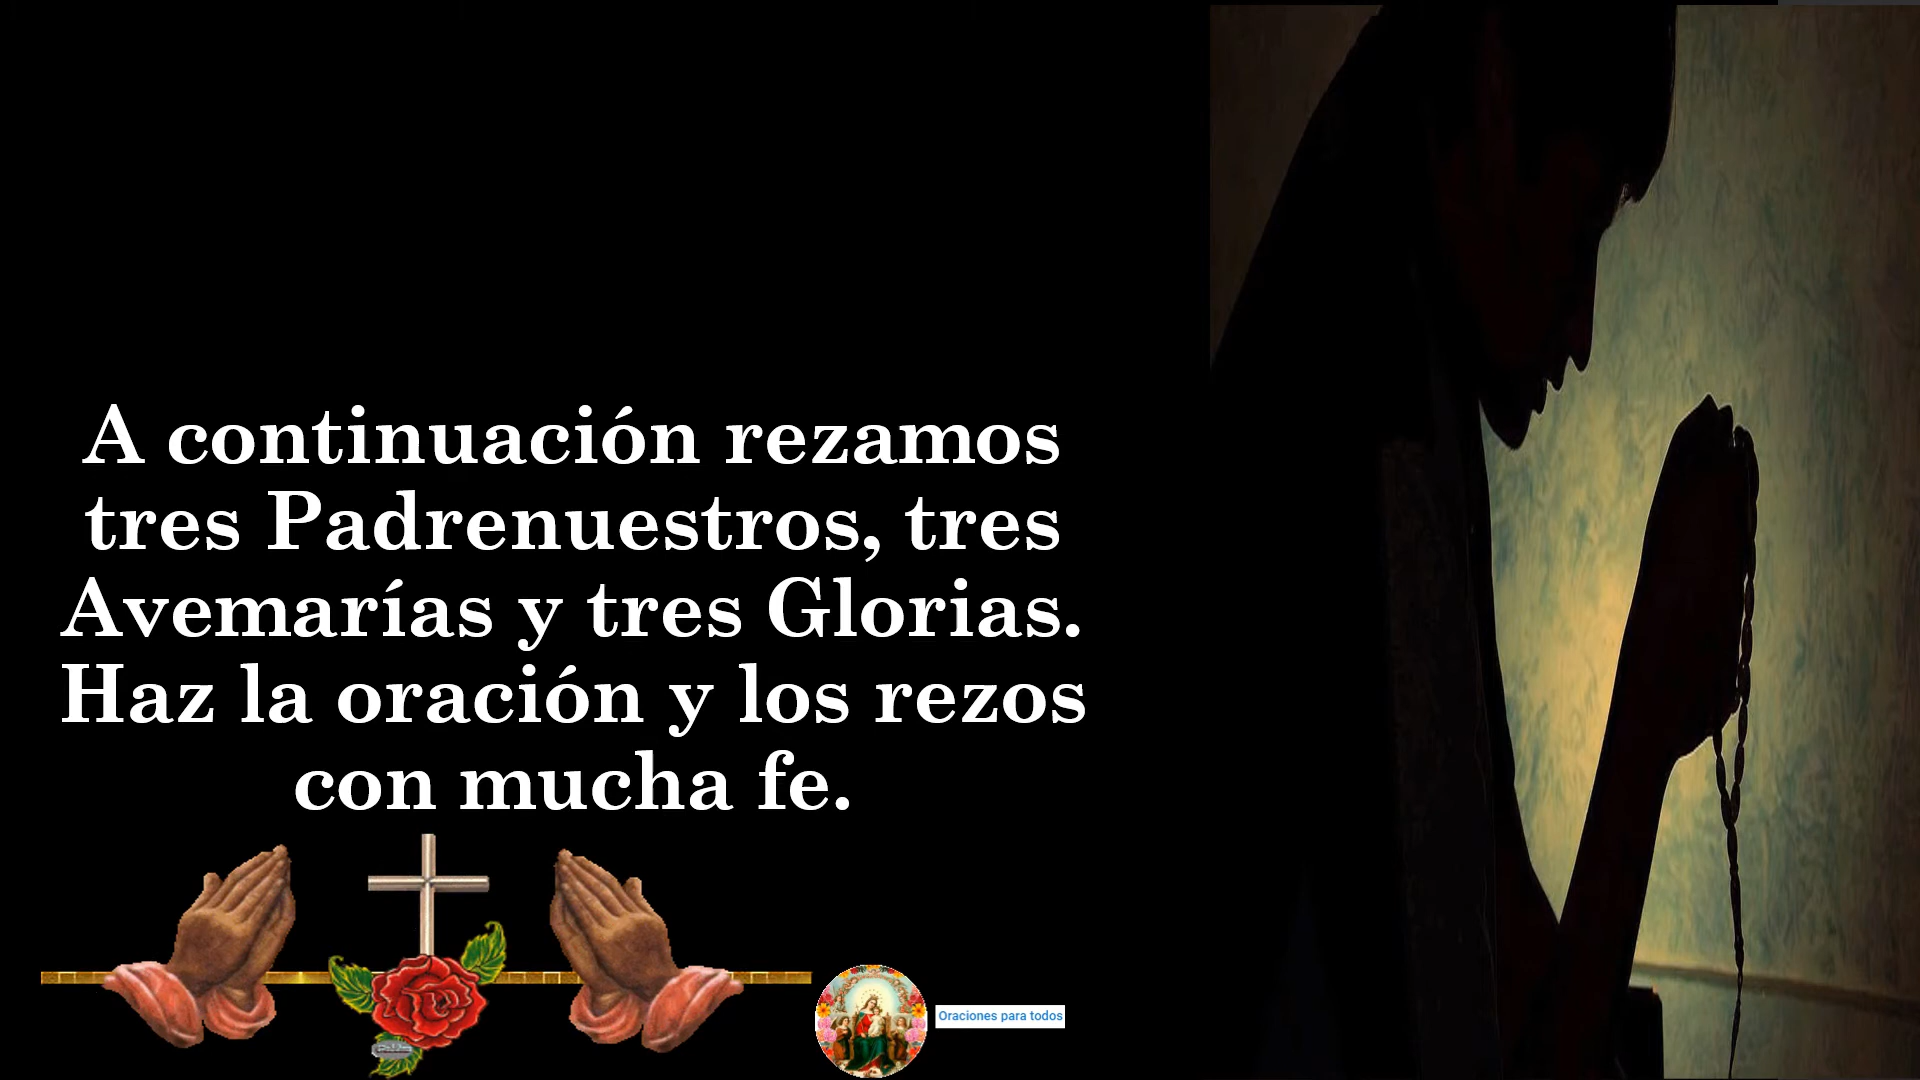 A continuación rezamos
tres Padrenuestros, tres
Avemarías y tres Glorias.
Haz la oración y los rezos
con mucha fe.
Oraciones para todos